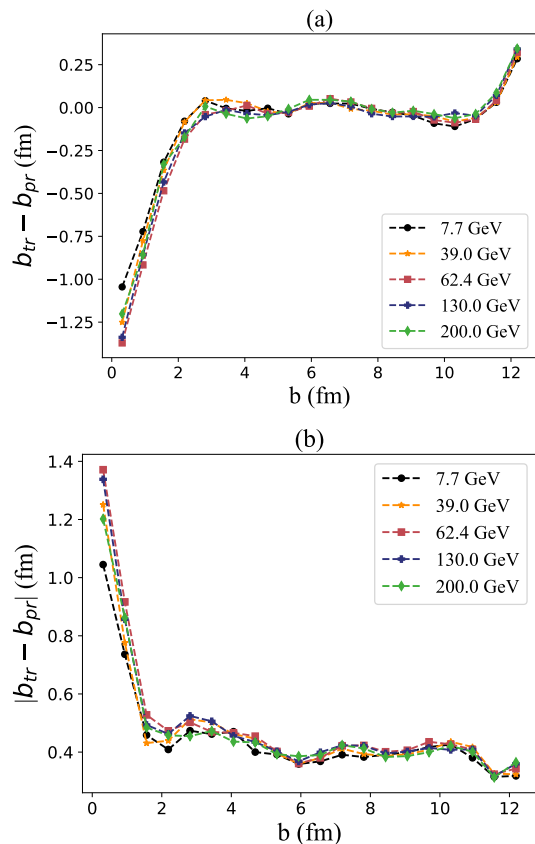 (a)
b_tr − b_pr (fm)
0.25
0.00
−0.25
−0.50
−0.75
−1.00
−1.25
7.7 GeV
39.0 GeV
62.4 GeV
130.0 GeV
200.0 GeV
0 2 4 6 8 10 12
b (fm)
(b)
|b_tr − b_pr| (fm)
1.4
1.2
1.0
0.8
0.6
0.4
7.7 GeV
39.0 GeV
62.4 GeV
130.0 GeV
200.0 GeV
0 2 4 6 8 10 12
b (fm)